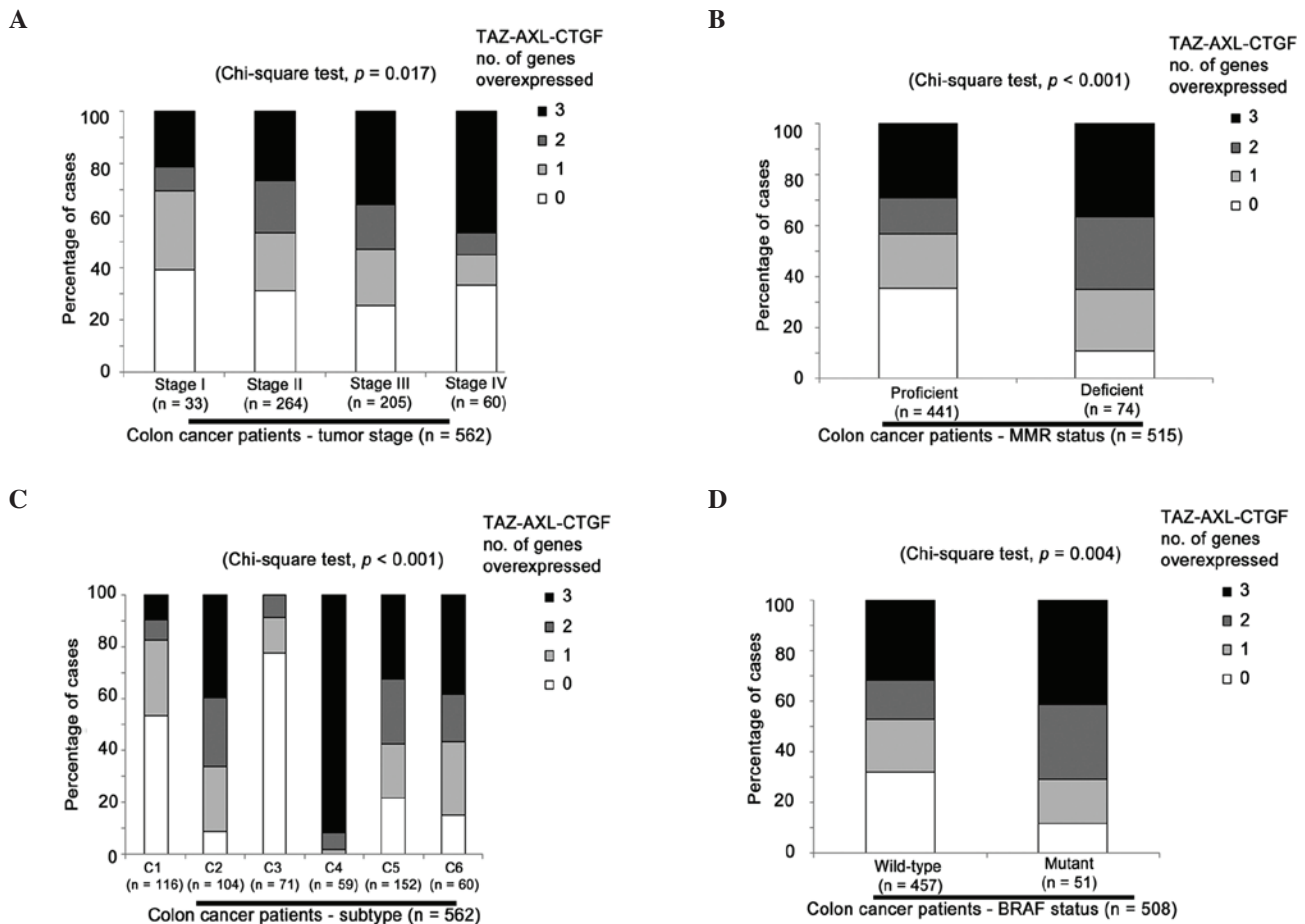 A
TAZ-AXL-CTGF
no. of genes
overexpressed
(Chi-square test, p = 0.017)
3
2
1
0
Percentage of cases
100
80
60
40
20
0
Stage I
(n = 33)
Stage II
(n = 264)
Stage III
(n = 205)
Stage IV
(n = 60)
Colon cancer patients - tumor stage (n = 562)
B
TAZ-AXL-CTGF
no. of genes
overexpressed
(Chi-square test, p < 0.001)
3
2
1
0
Percentage of cases
100
80
60
40
20
0
Proficient
(n = 441)
Deficient
(n = 74)
Colon cancer patients - MMR status (n = 515)
C
TAZ-AXL-CTGF
no. of genes
overexpressed
(Chi-square test, p < 0.001)
3
2
1
0
Percentage of cases
100
80
60
40
20
0
C1
(n = 116)
C2
(n = 104)
C3
(n = 71)
C4
(n = 59)
C5
(n = 152)
C6
(n = 60)
Colon cancer patients - subtype (n = 562)
D
TAZ-AXL-CTGF
no. of genes
overexpressed
(Chi-square test, p = 0.004)
3
2
1
0
Percentage of cases
100
80
60
40
20
0
Wild-type
(n = 457)
Mutant
(n = 51)
Colon cancer patients - BRAF status (n = 508)